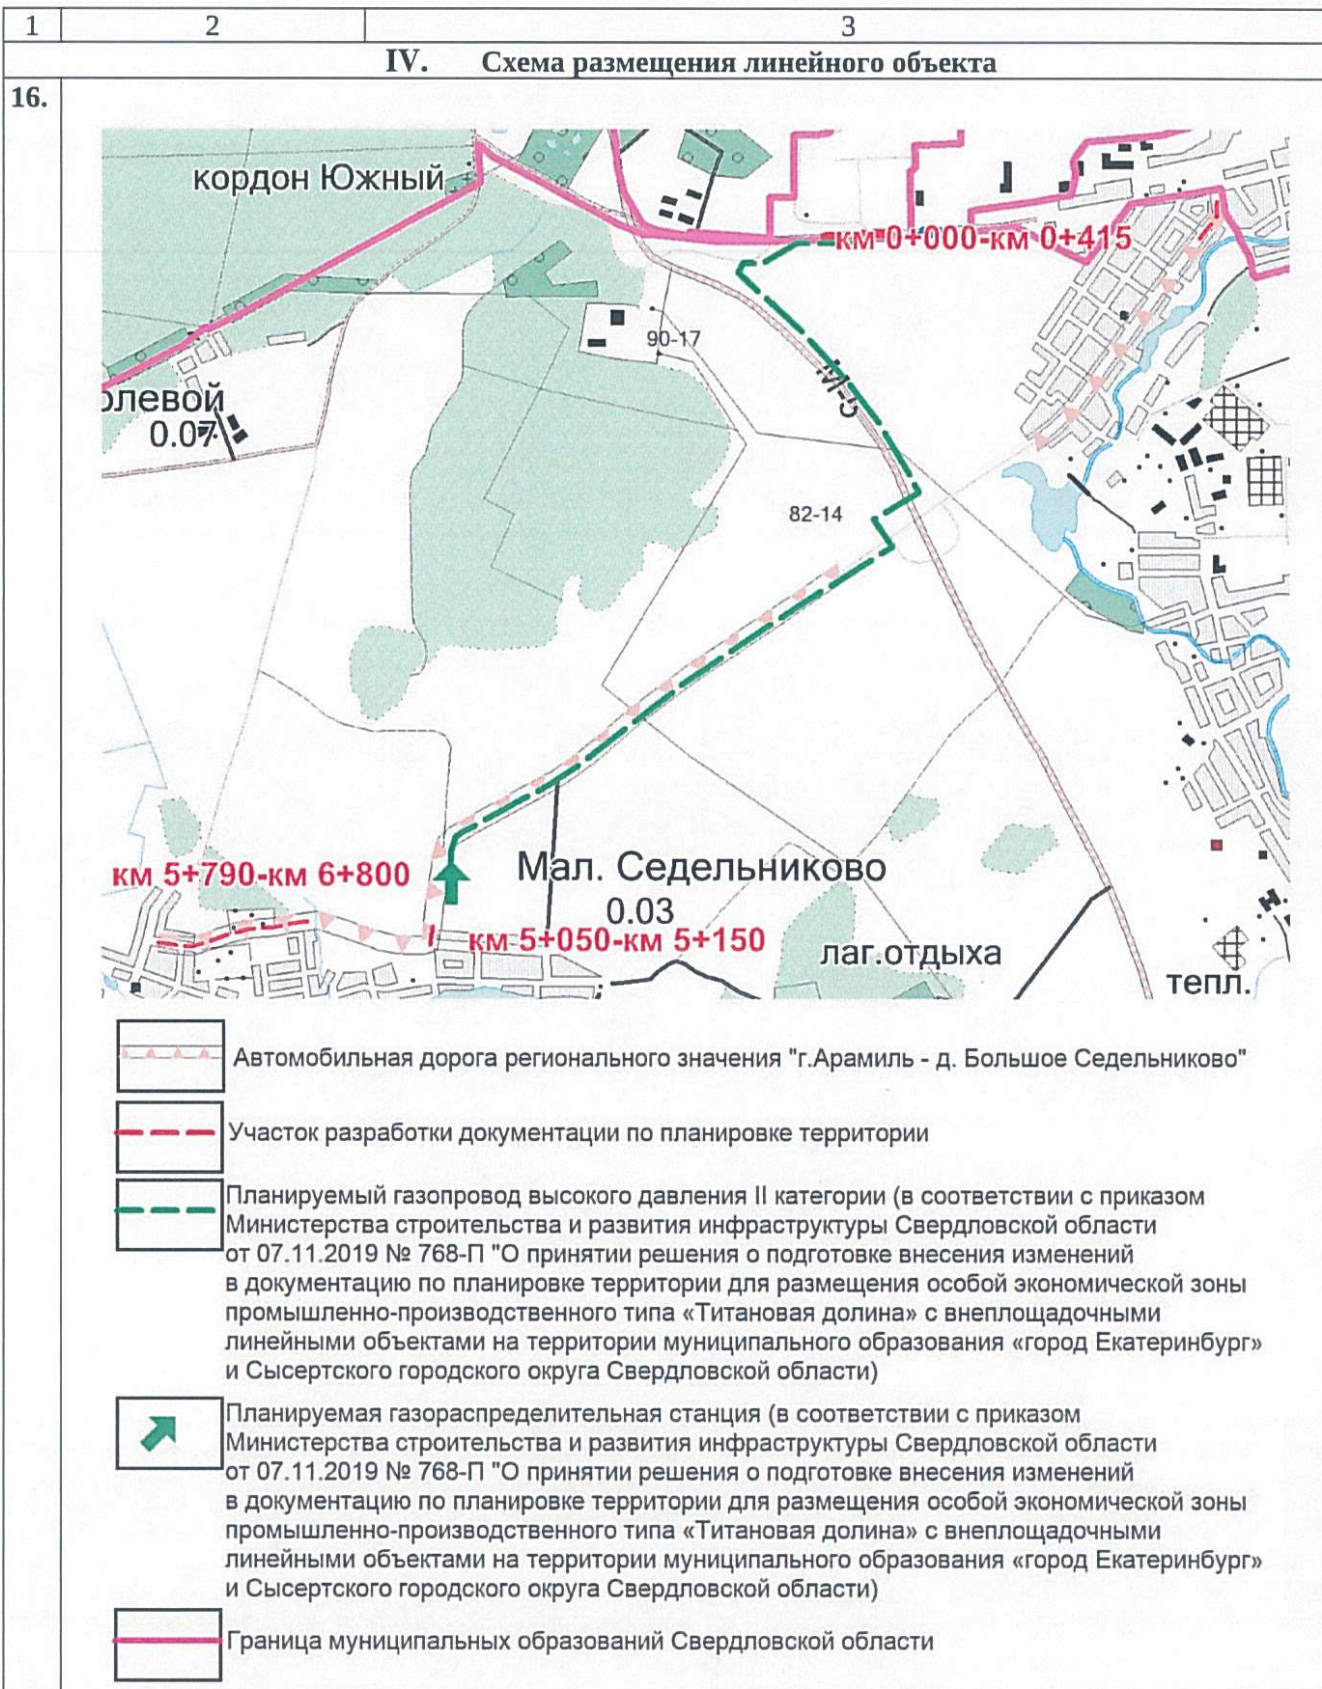 1 2 3
IV. Схема размещения линейного объекта
16.
кордон Южный
км 0+000-км 0+415
90-17
олевой
0.07
С-И.
82-14
Мал. Седельниково
0.03
км 5+790-км 6+800
км 5+050-км 5+150
лаг.отдыха
тепл.
Автомобильная дорога регионального значения "г.Арамиль - д. Большое Седельниково"
Участок разработки документации по планировке территории
Планируемый газопровод высокого давления II категории (в соответствии с приказом
Министерства строительства и развития инфраструктуры Свердловской области
от 07.11.2019 № 768-П "О принятии решения о подготовке внесения изменений
в документацию по планировке территории для размещения особой экономической зоны
промышленно-производственного типа «Титановая долина» с внеплощадочными
линейными объектами на территории муниципального образования «город Екатеринбург»
и Сысертского городского округа Свердловской области)
Планируемая газораспределительная станция (в соответствии с приказом
Министерства строительства и развития инфраструктуры Свердловской области
от 07.11.2019 № 768-П "О принятии решения о подготовке внесения изменений
в документацию по планировке территории для размещения особой экономической зоны
промышленно-производственного типа «Титановая долина» с внеплощадочными
линейными объектами на территории муниципального образования «город Екатеринбург»
и Сысертского городского округа Свердловской области)
Граница муниципальных образований Свердловской области